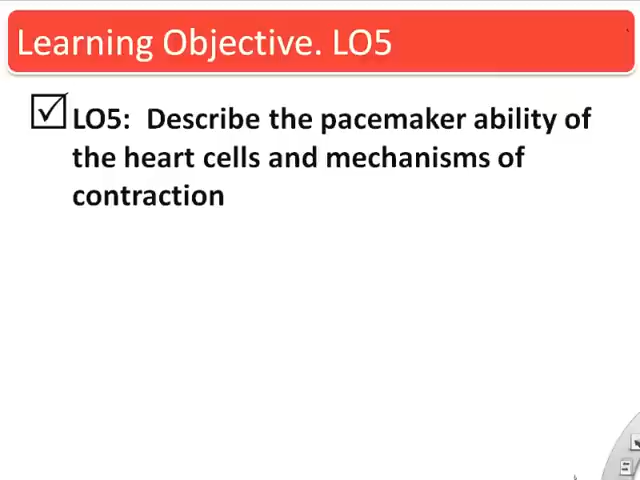 Learning Objective. LO5
LO5:  Describe the pacemaker ability of
the heart cells and mechanisms of
contraction